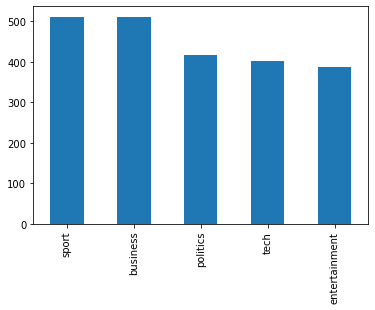 500
400
300
200
100
0
sport
business
politics
tech
entertainment